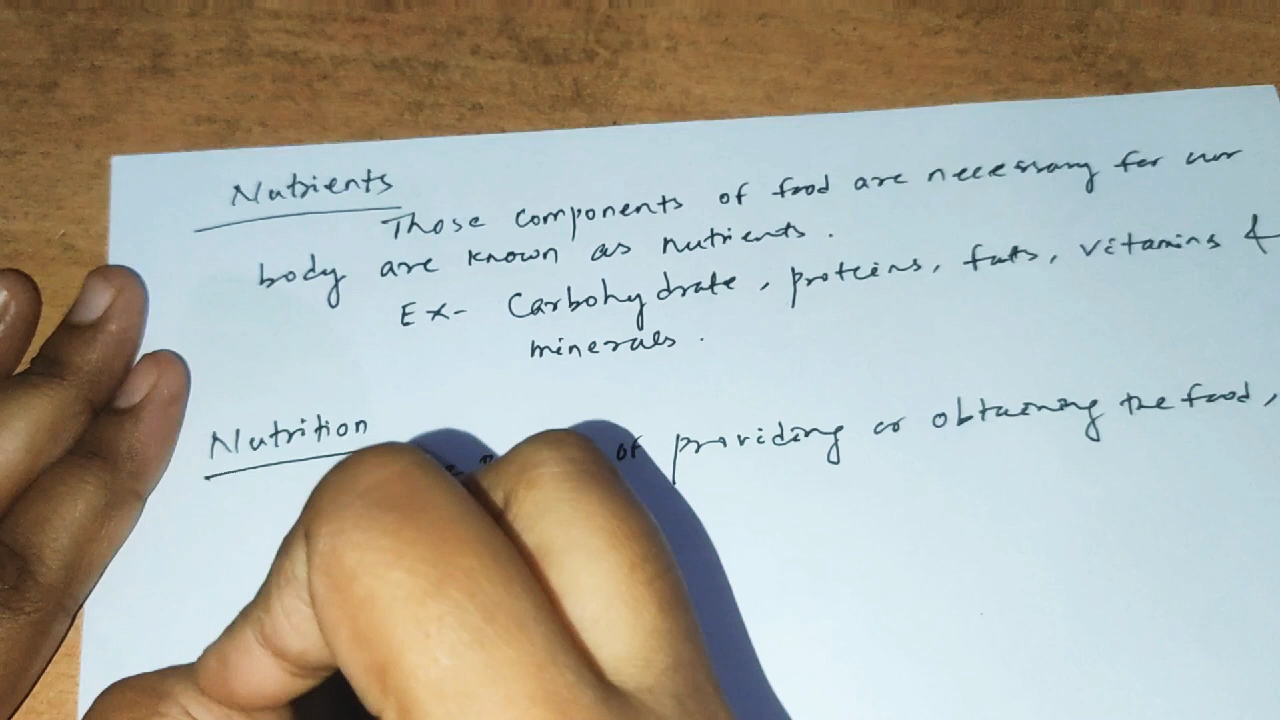 Nutrients
Those components of food are necessary for our
body are known as nutrients.
Ex- Carbohydrate, proteins, fats, vitamins &
minerals.
Nutrition
of providing or obtaining the food,